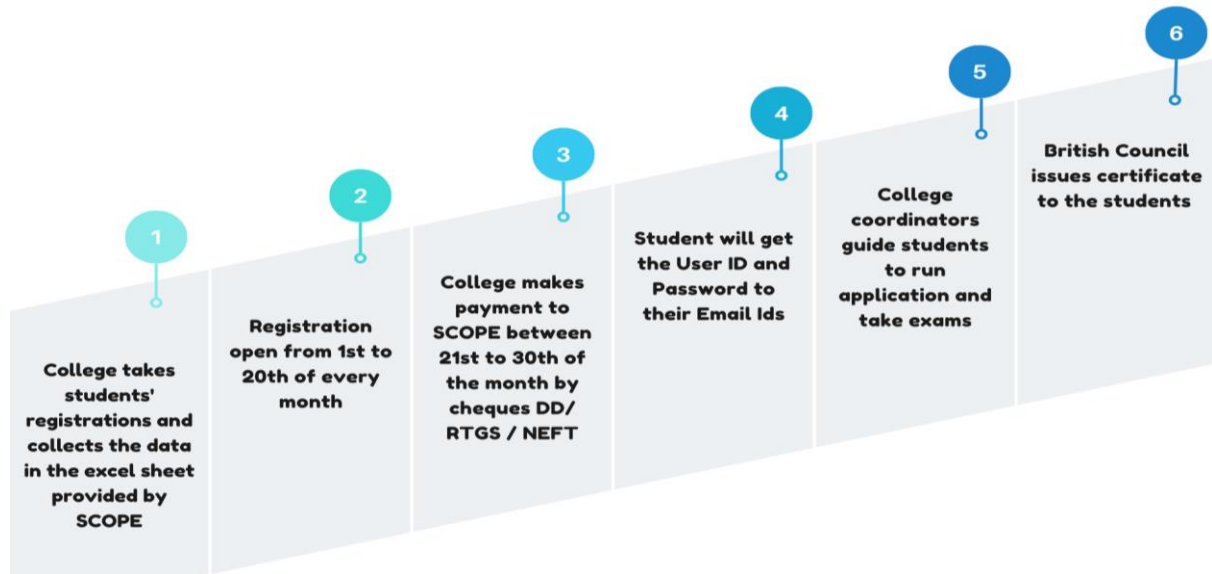 1
College takes
students'
registrations and
collects the data
in the excel sheet
provided by
SCOPE
2
Registration
open from 1st to
20th of every
month
3
College makes
payment to
SCOPE between
21st to 30th of
the month by
cheques DD/
RTGS / NEFT
4
Student will get
the User ID and
Password to
their Email Ids
5
College
coordinators
guide students
to run
application and
take exams
6
British Council
issues certificate
to the students